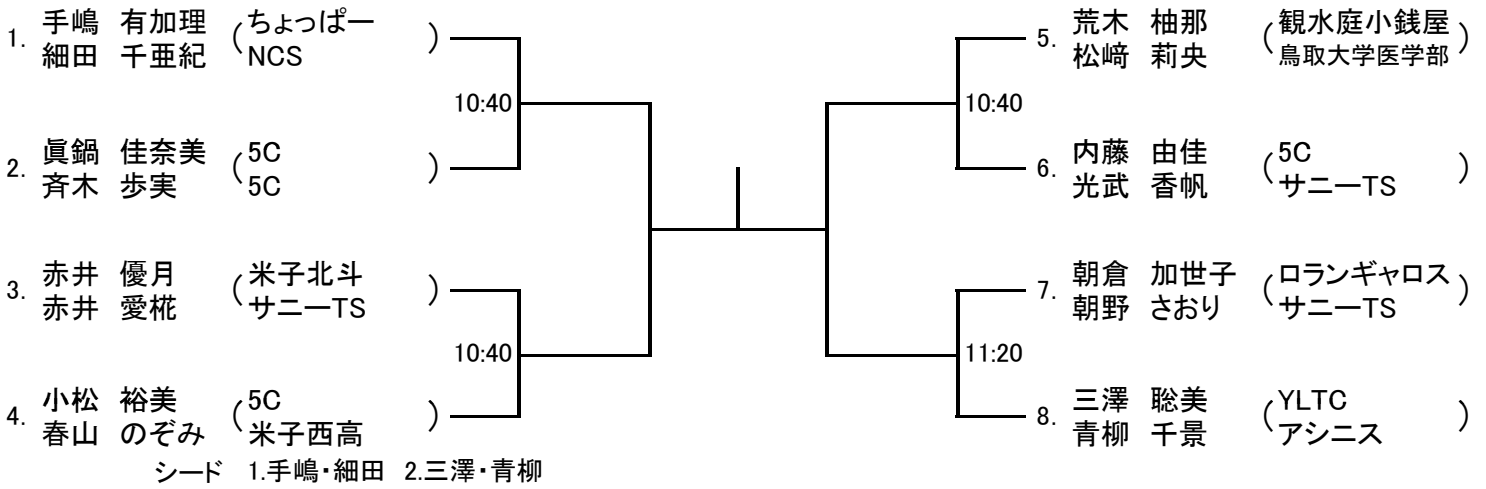 1. 手嶋 有加理 (ちょっぱー
細田 千亜紀 NCS )
10:40
2. 眞鍋 佳奈美 (5C
斉木 歩実 5C )
3. 赤井 優月 (米子北斗
赤井 愛椛 サニーTS )
10:40
4. 小松 裕美 (5C
春山 のぞみ 米子西高 )
5. 荒木 柚那 (観水庭小銭屋
松﨑 莉央 鳥取大学医学部 )
10:40
6. 内藤 由佳 (5C
光武 香帆 サニーTS )
7. 朝倉 加世子 (ロランギャロス
朝野 さおり サニーTS )
11:20
8. 三澤 聡美 (YLTC
青柳 千景 アシニス )
シード 1.手嶋・細田 2.三澤・青柳